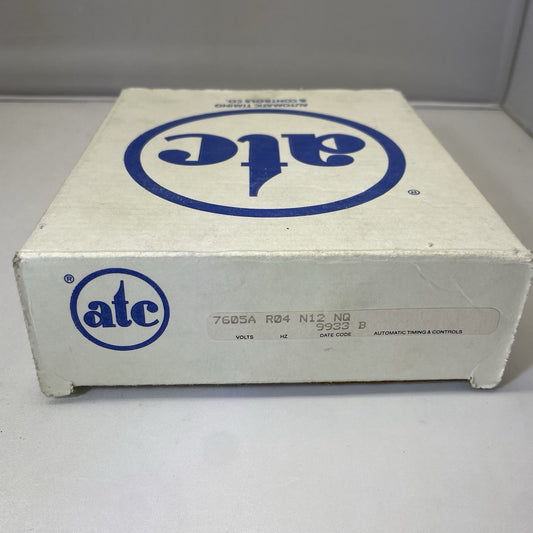 AUTOMATIC TIMING
& CONTROLS CO.
atc
®
®
atc
7605A R04 N12 NQ
9933 B
VOLTS HZ DATE CODE AUTOMATIC TIMING & CONTROLS